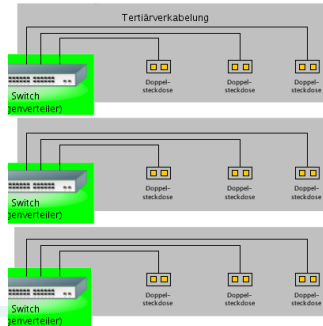 Tertiärverkabelung
Doppel-
steckdose
Doppel-
steckdose
Doppel-
steckdose
Switch
genverteiler)
Doppel-
steckdose
Doppel-
steckdose
Doppel-
steckdose
Switch
genverteiler)
Doppel-
steckdose
Doppel-
steckdose
Doppel-
steckdose
Switch
genverteiler)